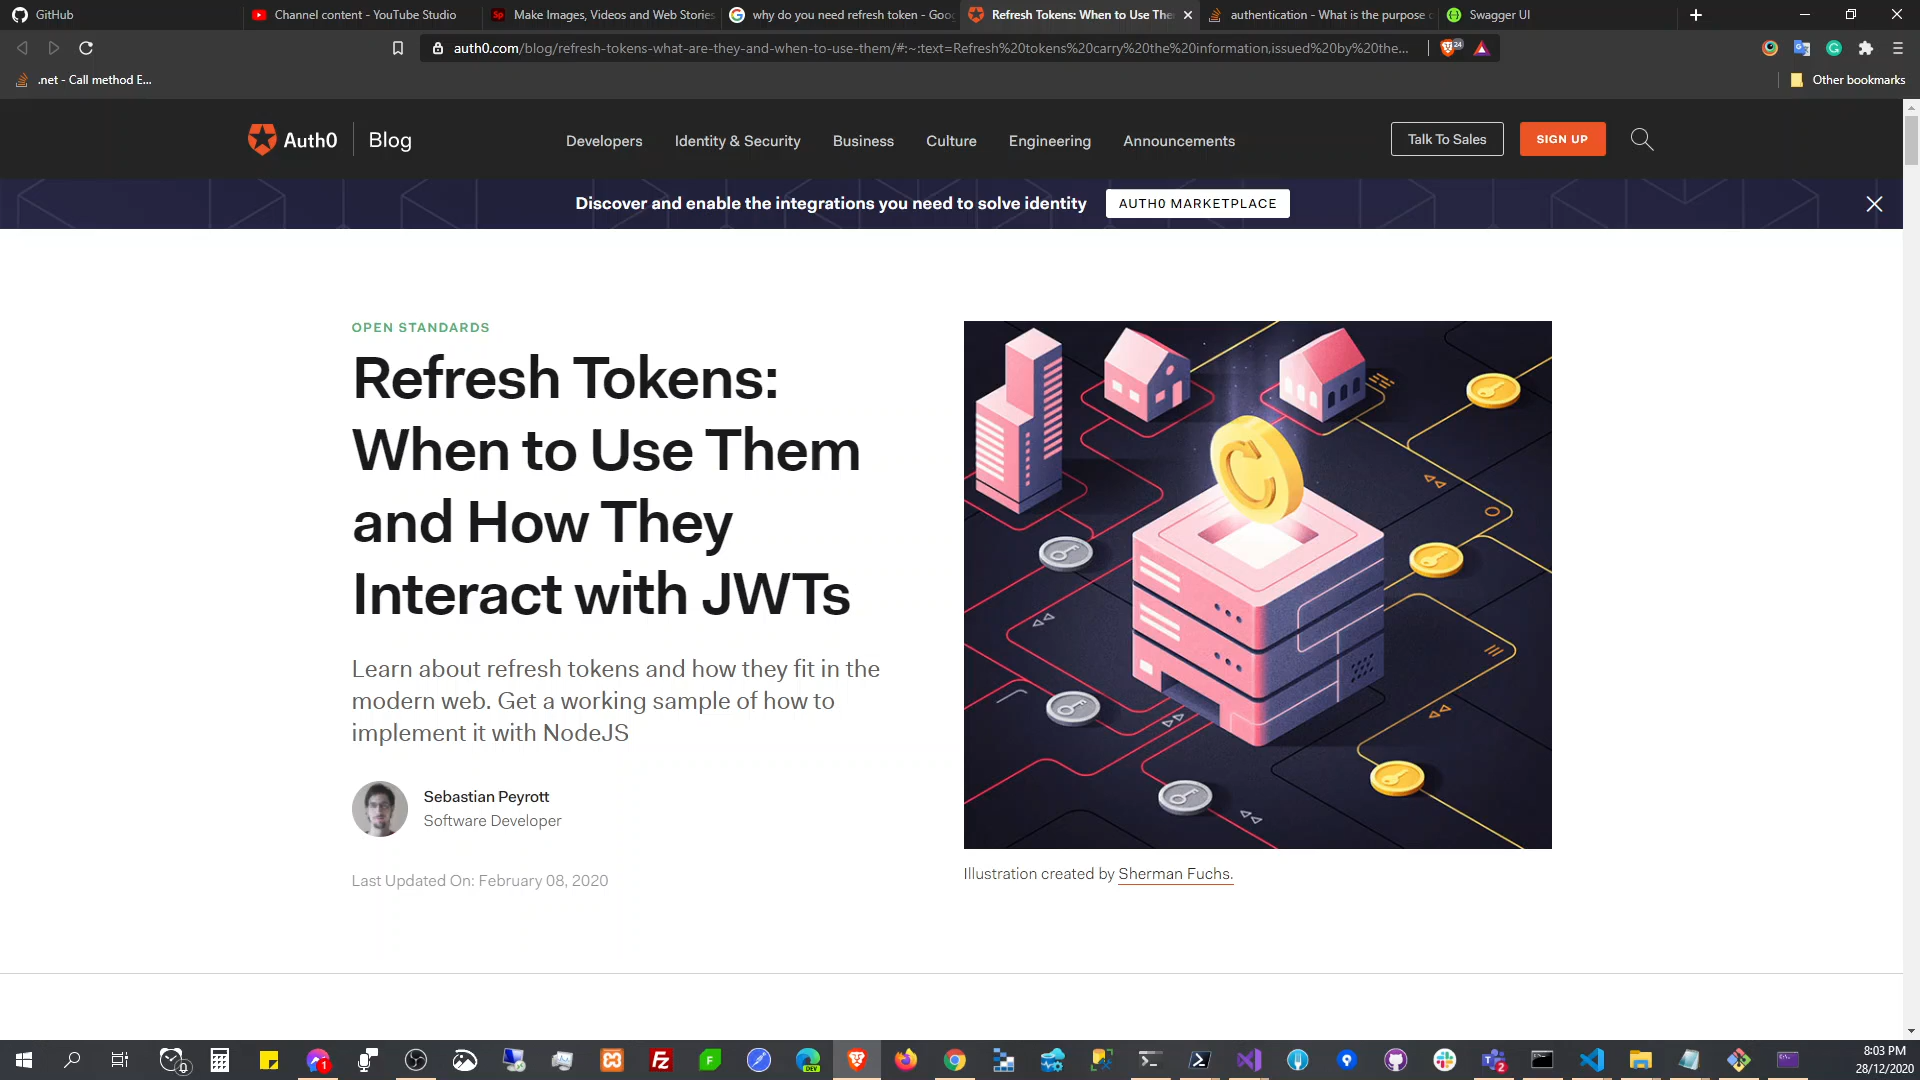 GitHub
Channel content - YouTube Studio
Make Images, Videos and Web Stories
why do you need refresh token - Goo
Refresh Tokens: When to Use The
authentication - What is the purpose o
Swagger UI
auth0.com/blog/refresh-tokens-what-are-they-and-when-to-use-them/#:~:text=Refresh%20tokens%20carry%20the%20information,issued%20by%20the...
24
.net - Call method E...
Other bookmarks
Auth0
Blog
Developers
Identity & Security
Business
Culture
Engineering
Announcements
Talk To Sales
SIGN UP
Discover and enable the integrations you need to solve identity
AUTH0 MARKETPLACE
OPEN STANDARDS
Refresh Tokens:
When to Use Them
and How They
Interact with JWTs
Learn about refresh tokens and how they fit in the
modern web. Get a working sample of how to
implement it with NodeJS
Sebastian Peyrott
Software Developer
Last Updated On: February 08, 2020
Illustration created by Sherman Fuchs.
8:03 PM
28/12/2020